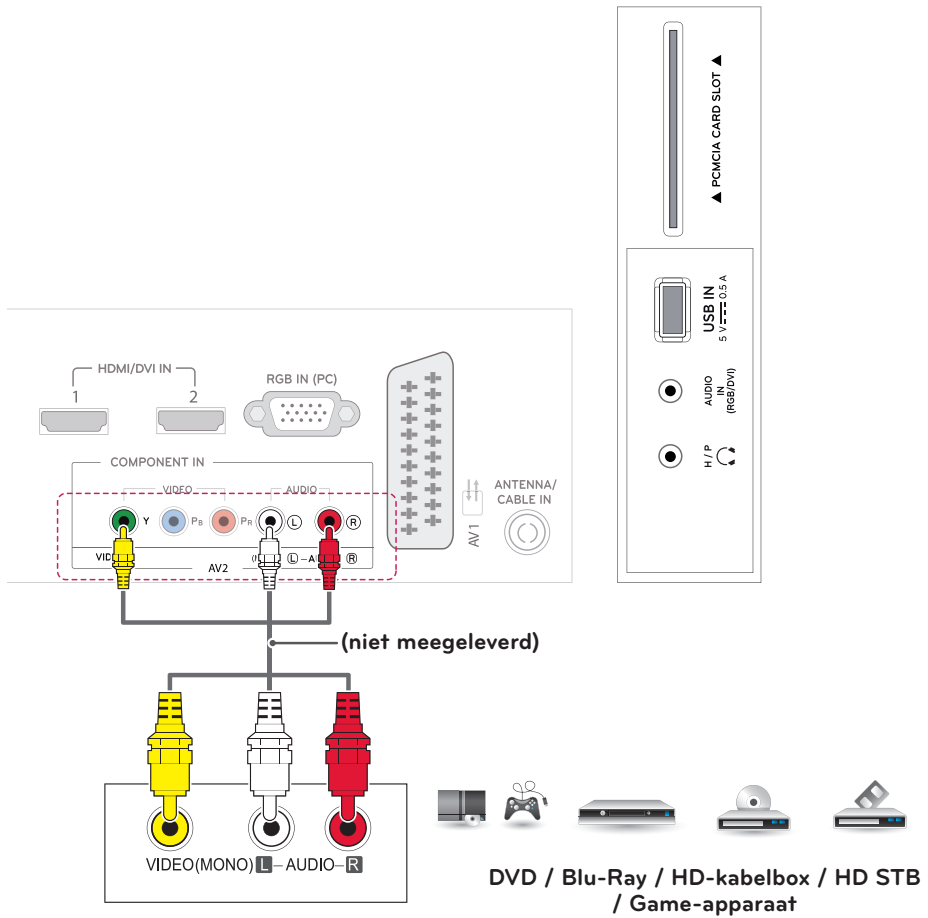 ▲ PCMCIA CARD SLOT ▲
USB IN
5 V 0.5 A
AUDIO
IN
(RGB/DVI)
H / P
HDMI/DVI IN
1 2
RGB IN (PC)
COMPONENT IN
VIDEO AUDIO
Y PB PR L R
AV2
L R
AV1
ANTENNA/
CABLE IN
(niet meegeleverd)
VIDEO(MONO) L-AUDIO-R
DVD / Blu-Ray / HD-kabelbox / HD STB
/ Game-apparaat